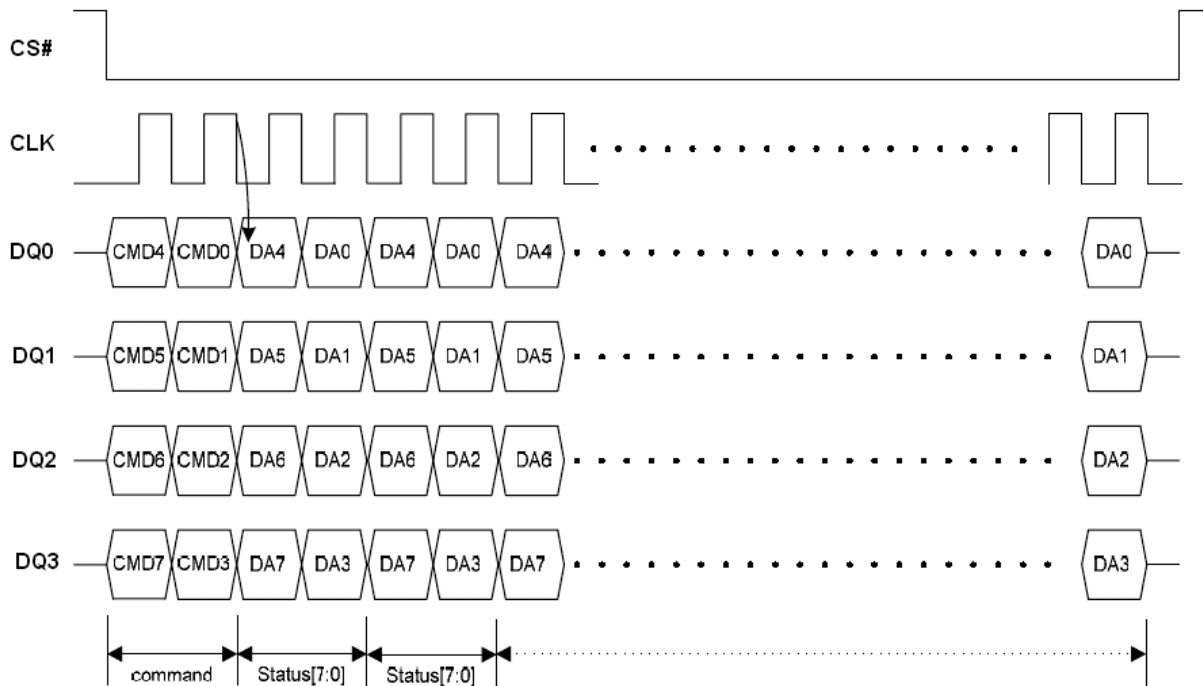 CS#
CLK
DQ0 CMD4 CMD0 DA4 DA0 DA4 DA0 DA4 DA0
DQ1 CMD5 CMD1 DA5 DA1 DA5 DA1 DA5 DA1
DQ2 CMD6 CMD2 DA6 DA2 DA6 DA2 DA6 DA2
DQ3 CMD7 CMD3 DA7 DA3 DA7 DA3 DA7 DA3
command Status[7:0] Status[7:0]